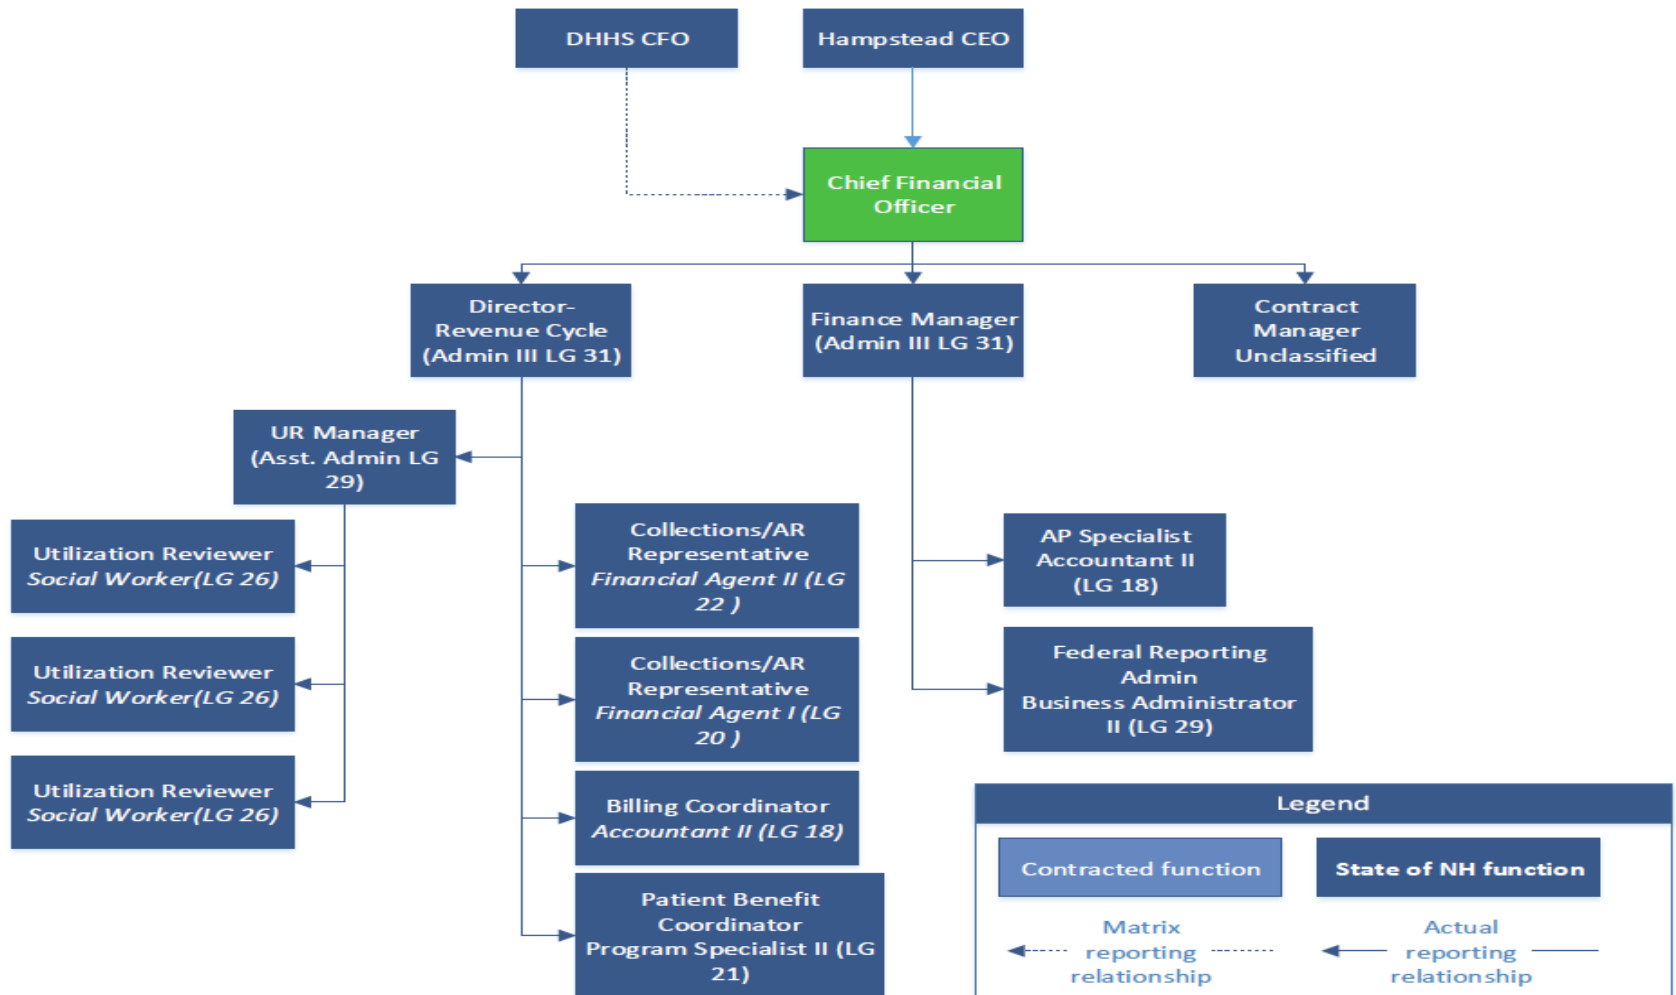 DHHS CFO
Hampstead CEO
Chief Financial
Officer
Director-
Revenue Cycle
(Admin III LG 31)
Finance Manager
(Admin III LG 31)
Contract
Manager
Unclassified
UR Manager
(Asst. Admin LG
29)
Utilization Reviewer
Social Worker(LG 26)
Utilization Reviewer
Social Worker(LG 26)
Utilization Reviewer
Social Worker(LG 26)
Collections/AR
Representative
Financial Agent II (LG
22 )
Collections/AR
Representative
Financial Agent I (LG
20 )
Billing Coordinator
Accountant II (LG 18)
Patient Benefit
Coordinator
Program Specialist II (LG
21)
AP Specialist
Accountant II
(LG 18)
Federal Reporting
Admin
Business Administrator
II (LG 29)
Legend
Contracted function
State of NH function
Matrix
reporting
relationship
Actual
reporting
relationship